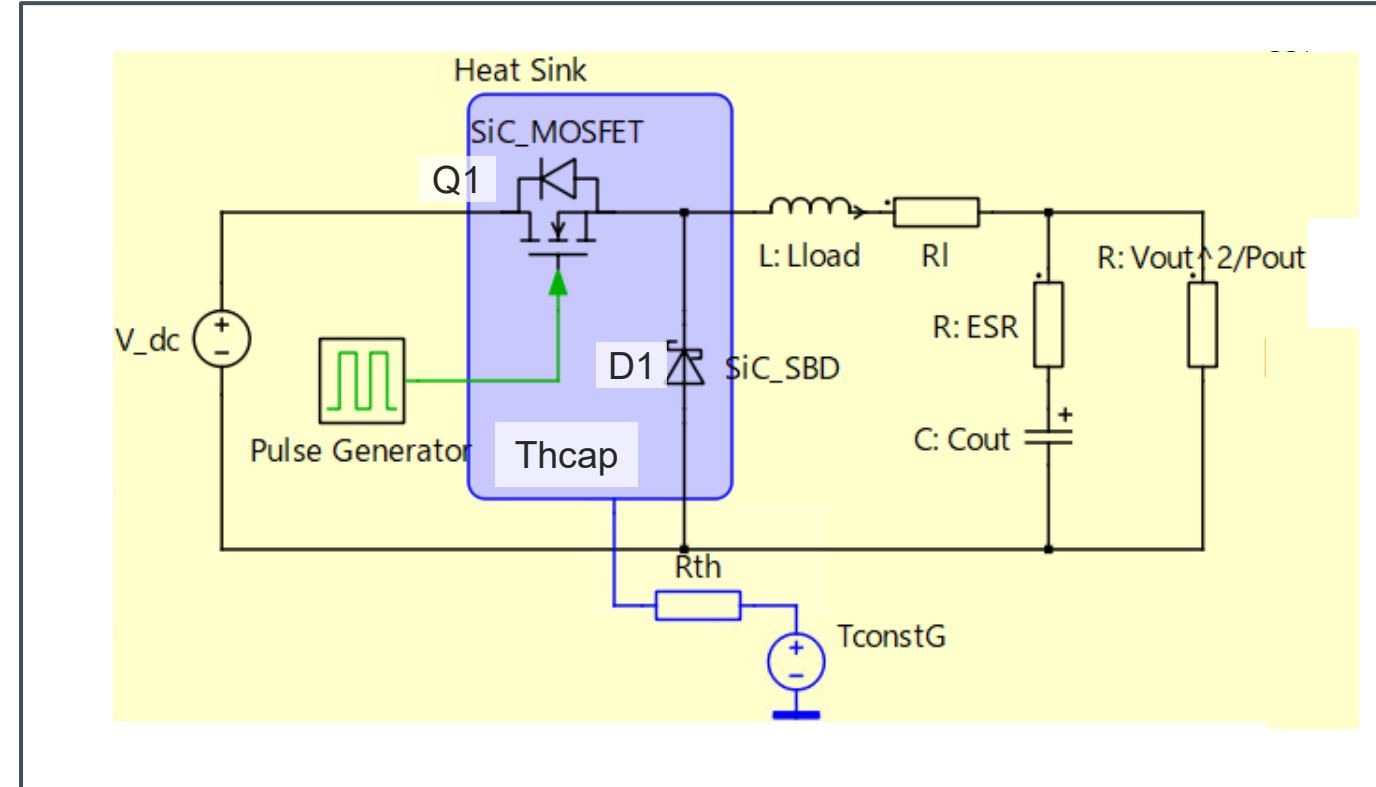 Heat Sink
SiC_MOSFET
Q1
L: Lload
Rl
R: Vout^2/Pout
V_dc
R: ESR
D1
SiC_SBD
C: Cout
Pulse Generator
Thcap
Rth
TconstG